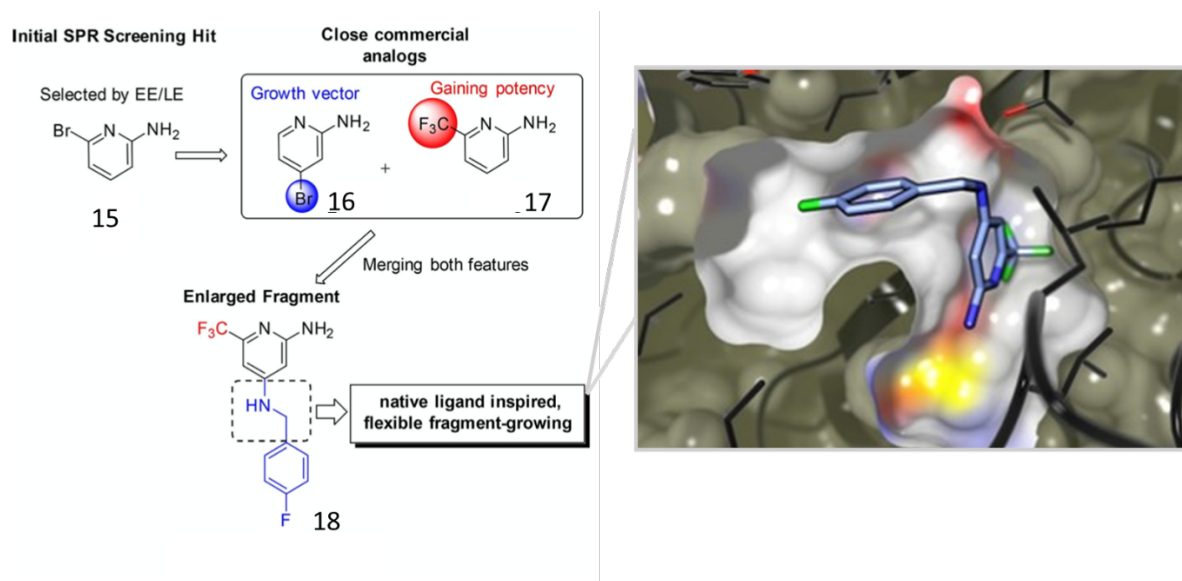 Initial SPR Screening Hit
Close commercial
analogs
Selected by EE/LE
Growth vector
Gaining potency
Br
N
NH₂
N
NH₂
Br
F₃C
N
NH₂
+
15
16
17
Merging both features
Enlarged Fragment
F₃C
N
NH₂
HN
F
18
native ligand inspired,
flexible fragment-growing